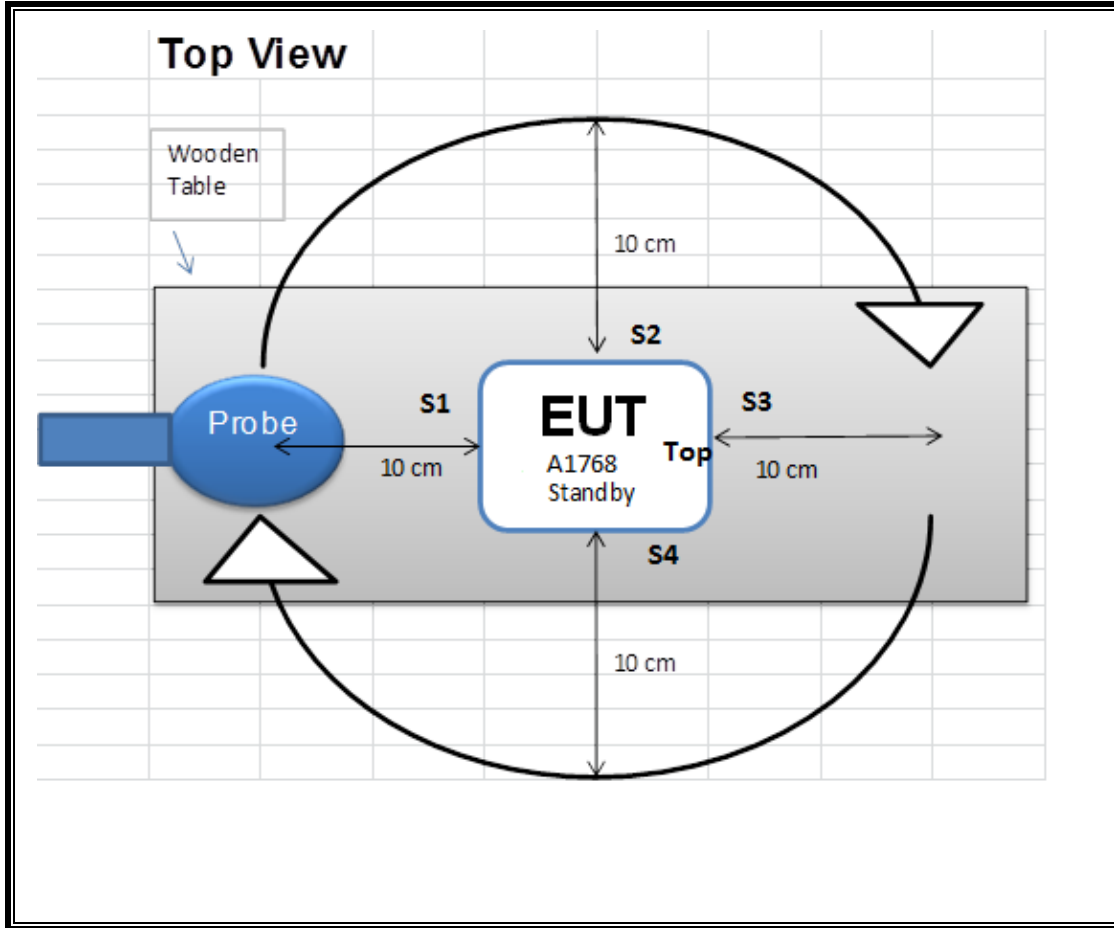 Top View
Wooden
Table
10 cm
S2
Probe
S1
EUT
S3
A1768
Top
Standby
10 cm
10 cm
S4
10 cm